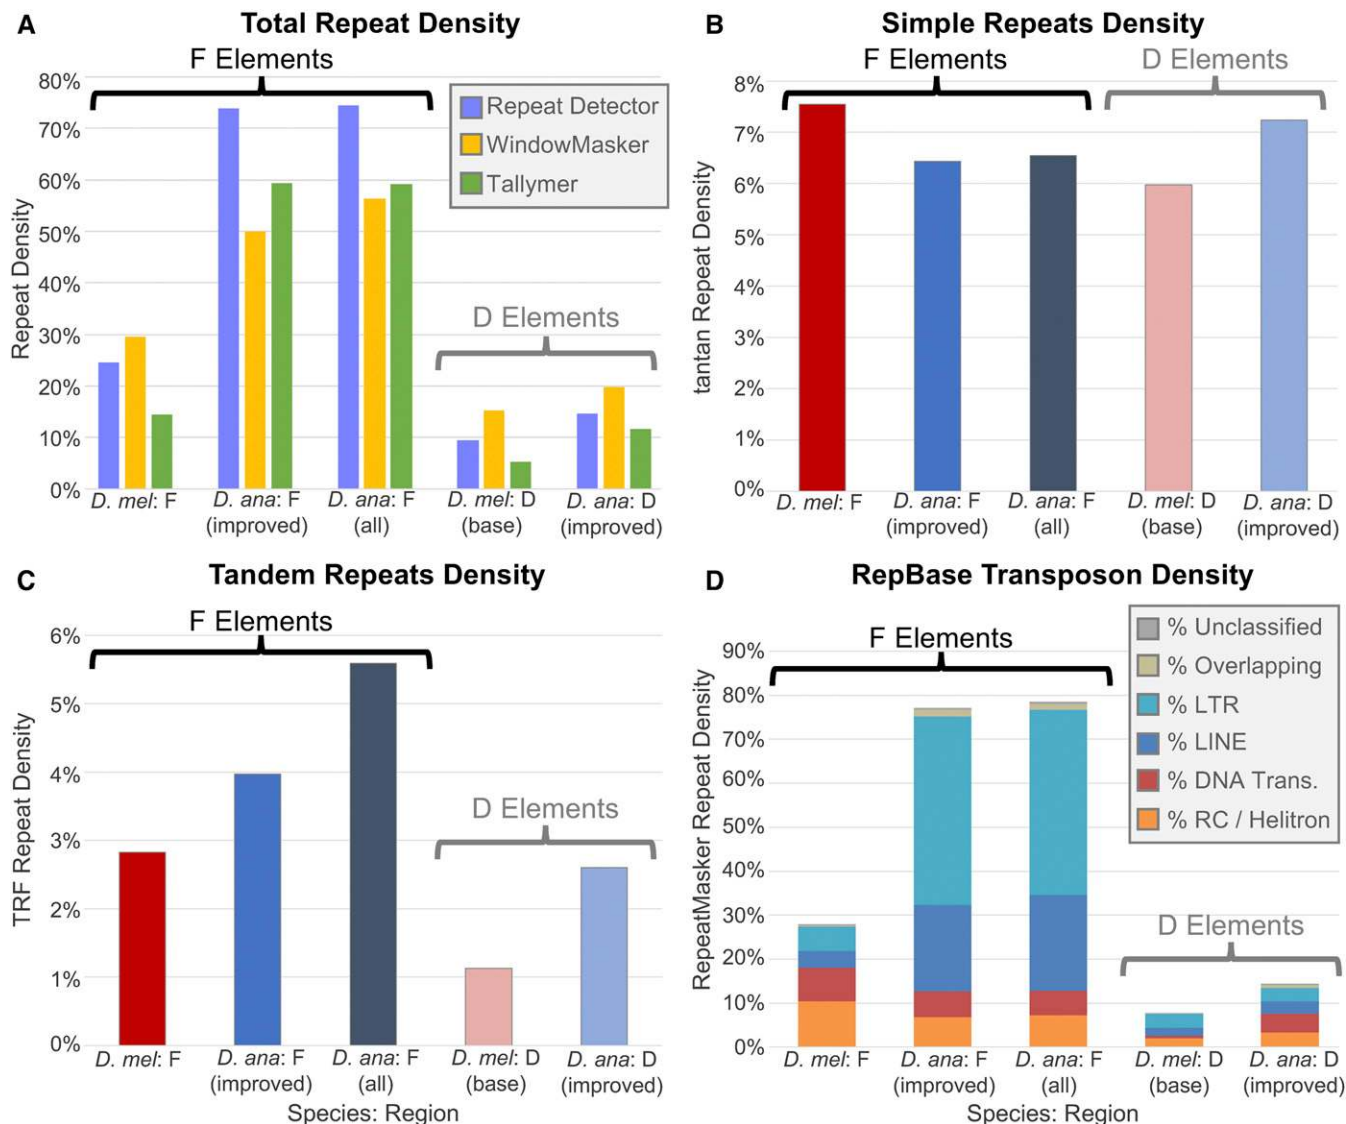 A
Total Repeat Density
F Elements
80%
70%
60%
50%
40%
30%
20%
10%
0%
Repeat Density
Repeat Detector
WindowMasker
Tallymer
D Elements
D. mel: F
D. ana: F
(improved)
D. ana: F
(all)
D. mel: D
(base)
D. ana: D
(improved)
B
Simple Repeats Density
F Elements
D Elements
8%
7%
6%
5%
4%
3%
2%
1%
0%
tantan Repeat Density
D. mel: F
D. ana: F
(improved)
D. ana: F
(all)
D. mel: D
(base)
D. ana: D
(improved)
C
Tandem Repeats Density
F Elements
6%
5%
4%
3%
2%
1%
0%
TRF Repeat Density
D Elements
D. mel: F
D. ana: F
(improved)
D. ana: F
(all)
D. mel: D
(base)
D. ana: D
(improved)
Species: Region
D
RepBase Transposon Density
F Elements
90%
80%
70%
60%
50%
40%
30%
20%
10%
0%
RepeatMasker Repeat Density
% Unclassified
% Overlapping
% LTR
% LINE
% DNA Trans.
% RC / Helitron
D Elements
D. mel: F
D. ana: F
(improved)
D. ana: F
(all)
D. mel: D
(base)
D. ana: D
(improved)
Species: Region